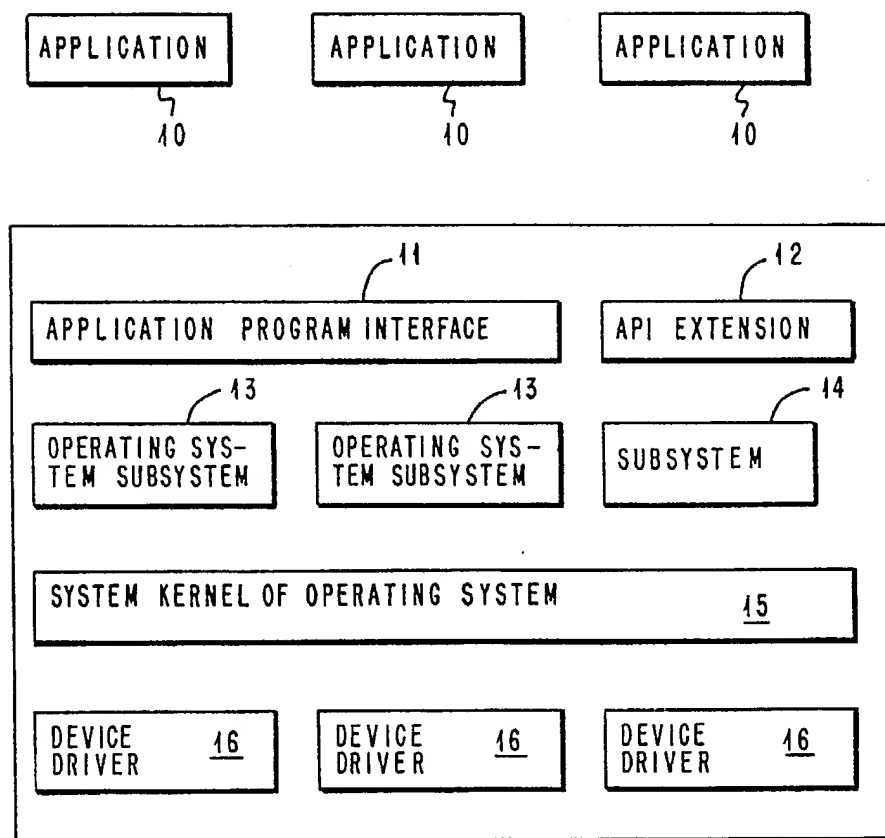 APPLICATION APPLICATION APPLICATION
10 10 10
11 12
APPLICATION PROGRAM INTERFACE API EXTENSION
13 13 14
OPERATING SYS- OPERATING SYS- SUBSYSTEM
TEM SUBSYSTEM TEM SUBSYSTEM
SYSTEM KERNEL OF OPERATING SYSTEM 15
DEVICE 16 DEVICE 16 DEVICE 16
DRIVER DRIVER DRIVER